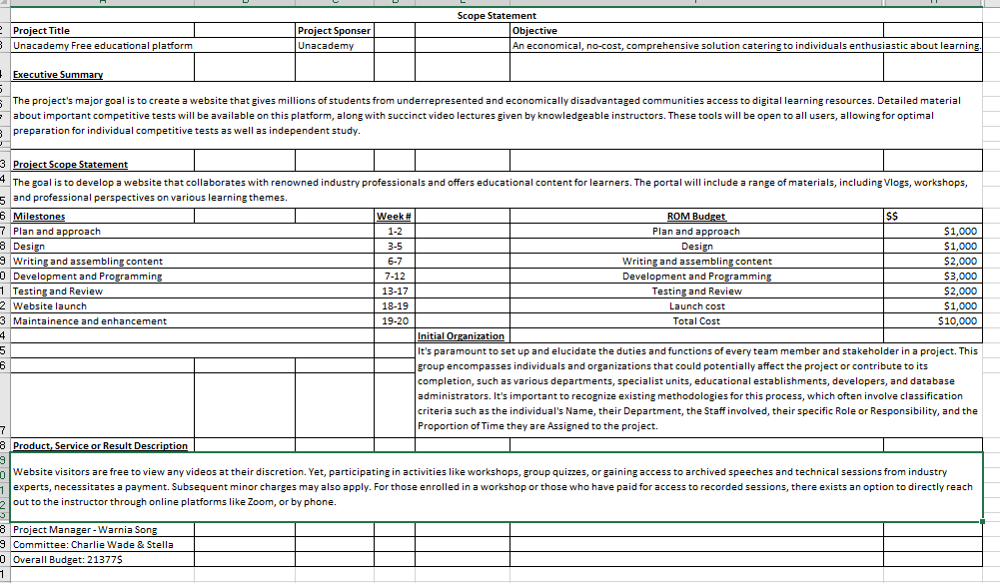 Scope Statement
Project Title Project Sponser Objective
Unacademy Free educational platform Unacademy An economical, no-cost, comprehensive solution catering to individuals enthusiastic about learning.
Executive Summary
The project's major goal is to create a website that gives millions of students from underrepresented and economically disadvantaged communities access to digital learning resources. Detailed material
about important competitive tests will be available on this platform, along with succinct video lectures given by knowledgeable instructors. These tools will be open to all users, allowing for optimal
preparation for individual competitive tests as well as independent study.
Project Scope Statement
The goal is to develop a website that collaborates with renowned industry professionals and offers educational content for learners. The portal will include a range of materials, including Vlogs, workshops,
and professional perspectives on various learning themes.
Milestones Week# ROM Budget $$
Plan and approach 1-2 Plan and approach $1,000
Design 3-5 Design $1,000
Writing and assembling content 6-7 Writing and assembling content $2,000
Development and Programming 7-12 Development and Programming $3,000
Testing and Review 13-17 Testing and Review $2,000
Website launch 18-19 Launch cost $1,000
Maintainence and enhancement 19-20 Total Cost $10,000
Initial Organization
It's paramount to set up and elucidate the duties and functions of every team member and stakeholder in a project. This
group encompasses individuals and organizations that could potentially affect the project or contribute to its
completion, such as various departments, specialist units, educational establishments, developers, and database
administrators. It's important to recognize existing methodologies for this process, which often involve classification
criteria such as the individual's Name, their Department, the Staff involved, their specific Role or Responsibility, and the
Proportion of Time they are Assigned to the project.
Product, Service or Result Description
Website visitors are free to view any videos at their discretion. Yet, participating in activities like workshops, group quizzes, or gaining access to archived speeches and technical sessions from industry
experts, necessitates a payment. Subsequent minor charges may also apply. For those enrolled in a workshop or those who have paid for access to recorded sessions, there exists an option to directly reach
out to the instructor through online platforms like Zoom, or by phone.
Project Manager - Warnia Song
Committee: Charlie Wade & Stella
Overall Budget: 21377$